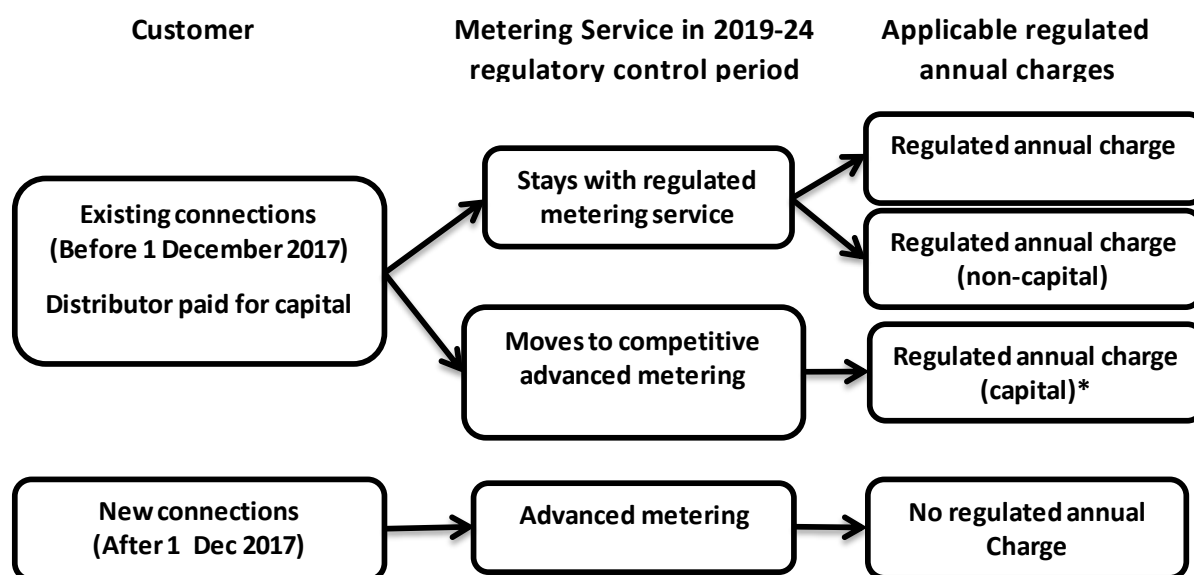 Customer
Metering Service in 2019-24
regulatory control period
Applicable regulated
annual charges
Existing connections
(Before 1 December 2017)
Distributor paid for capital
Stays with regulated
metering service
Regulated annual charge
Regulated annual charge
(non-capital)
Moves to competitive
advanced metering
Regulated annual charge
(capital)*
New connections
(After 1 Dec 2017)
Advanced metering
No regulated annual
Charge